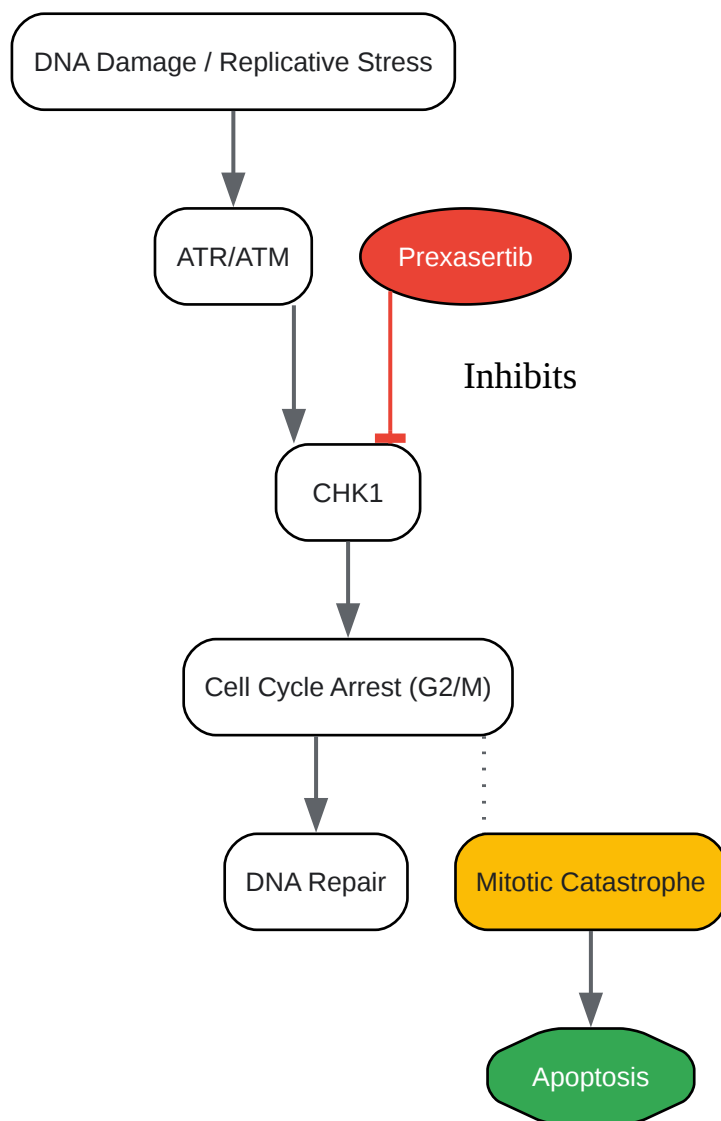 DNA Damage / Replicative Stress
ATR/ATM
Prexasertib
Inhibits
CHK1
Cell Cycle Arrest (G2/M)
DNA Repair
Mitotic Catastrophe
Apoptosis